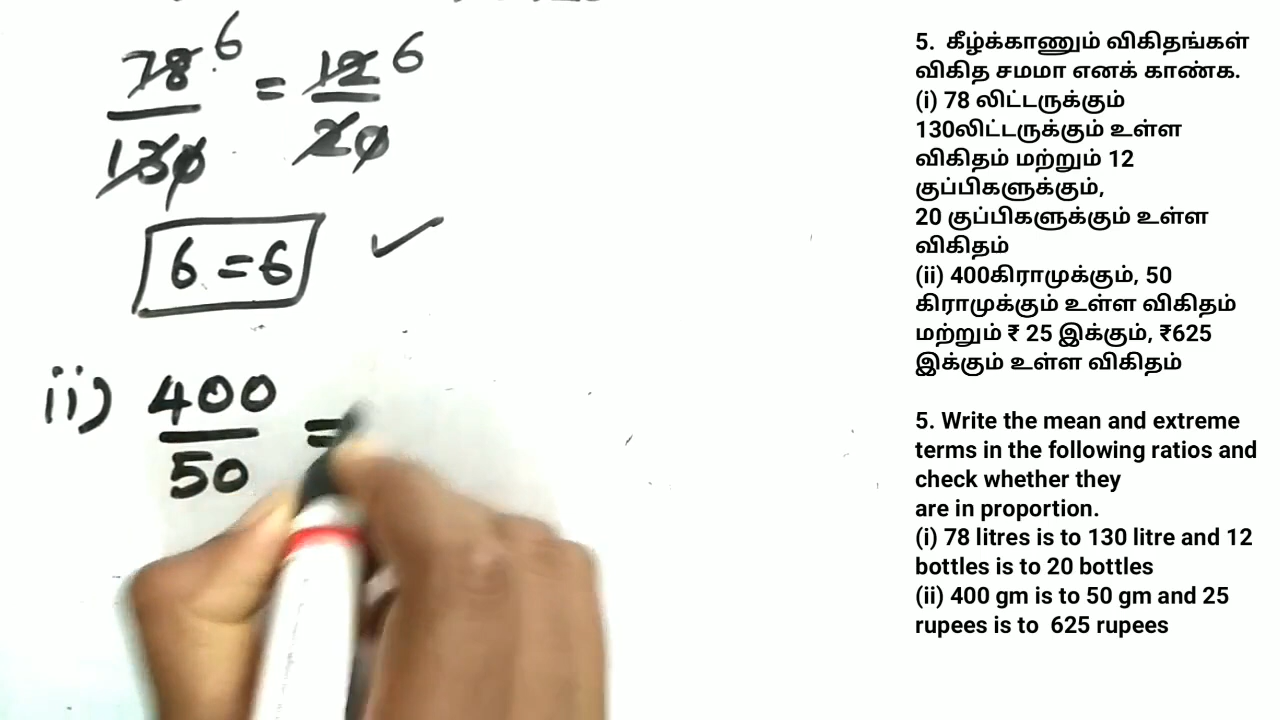 78 6 = 12 6
130 20
6 = 6 ✓
ii) 400 =
50
5. கீழ்க்காணும் விகிதங்கள்
விகித சமமா எனக் காண்க.
(i) 78 லிட்டருக்கும்
130லிட்டருக்கும் உள்ள
விகிதம் மற்றும் 12
குப்பிகளுக்கும்,
20 குப்பிகளுக்கும் உள்ள
விகிதம்
(ii) 400கிராமுக்கும், 50
கிராமுக்கும் உள்ள விகிதம்
மற்றும் ₹ 25 இக்கும், ₹625
இக்கும் உள்ள விகிதம்
5. Write the mean and extreme
terms in the following ratios and
check whether they
are in proportion.
(i) 78 litres is to 130 litre and 12
bottles is to 20 bottles
(ii) 400 gm is to 50 gm and 25
rupees is to 625 rupees